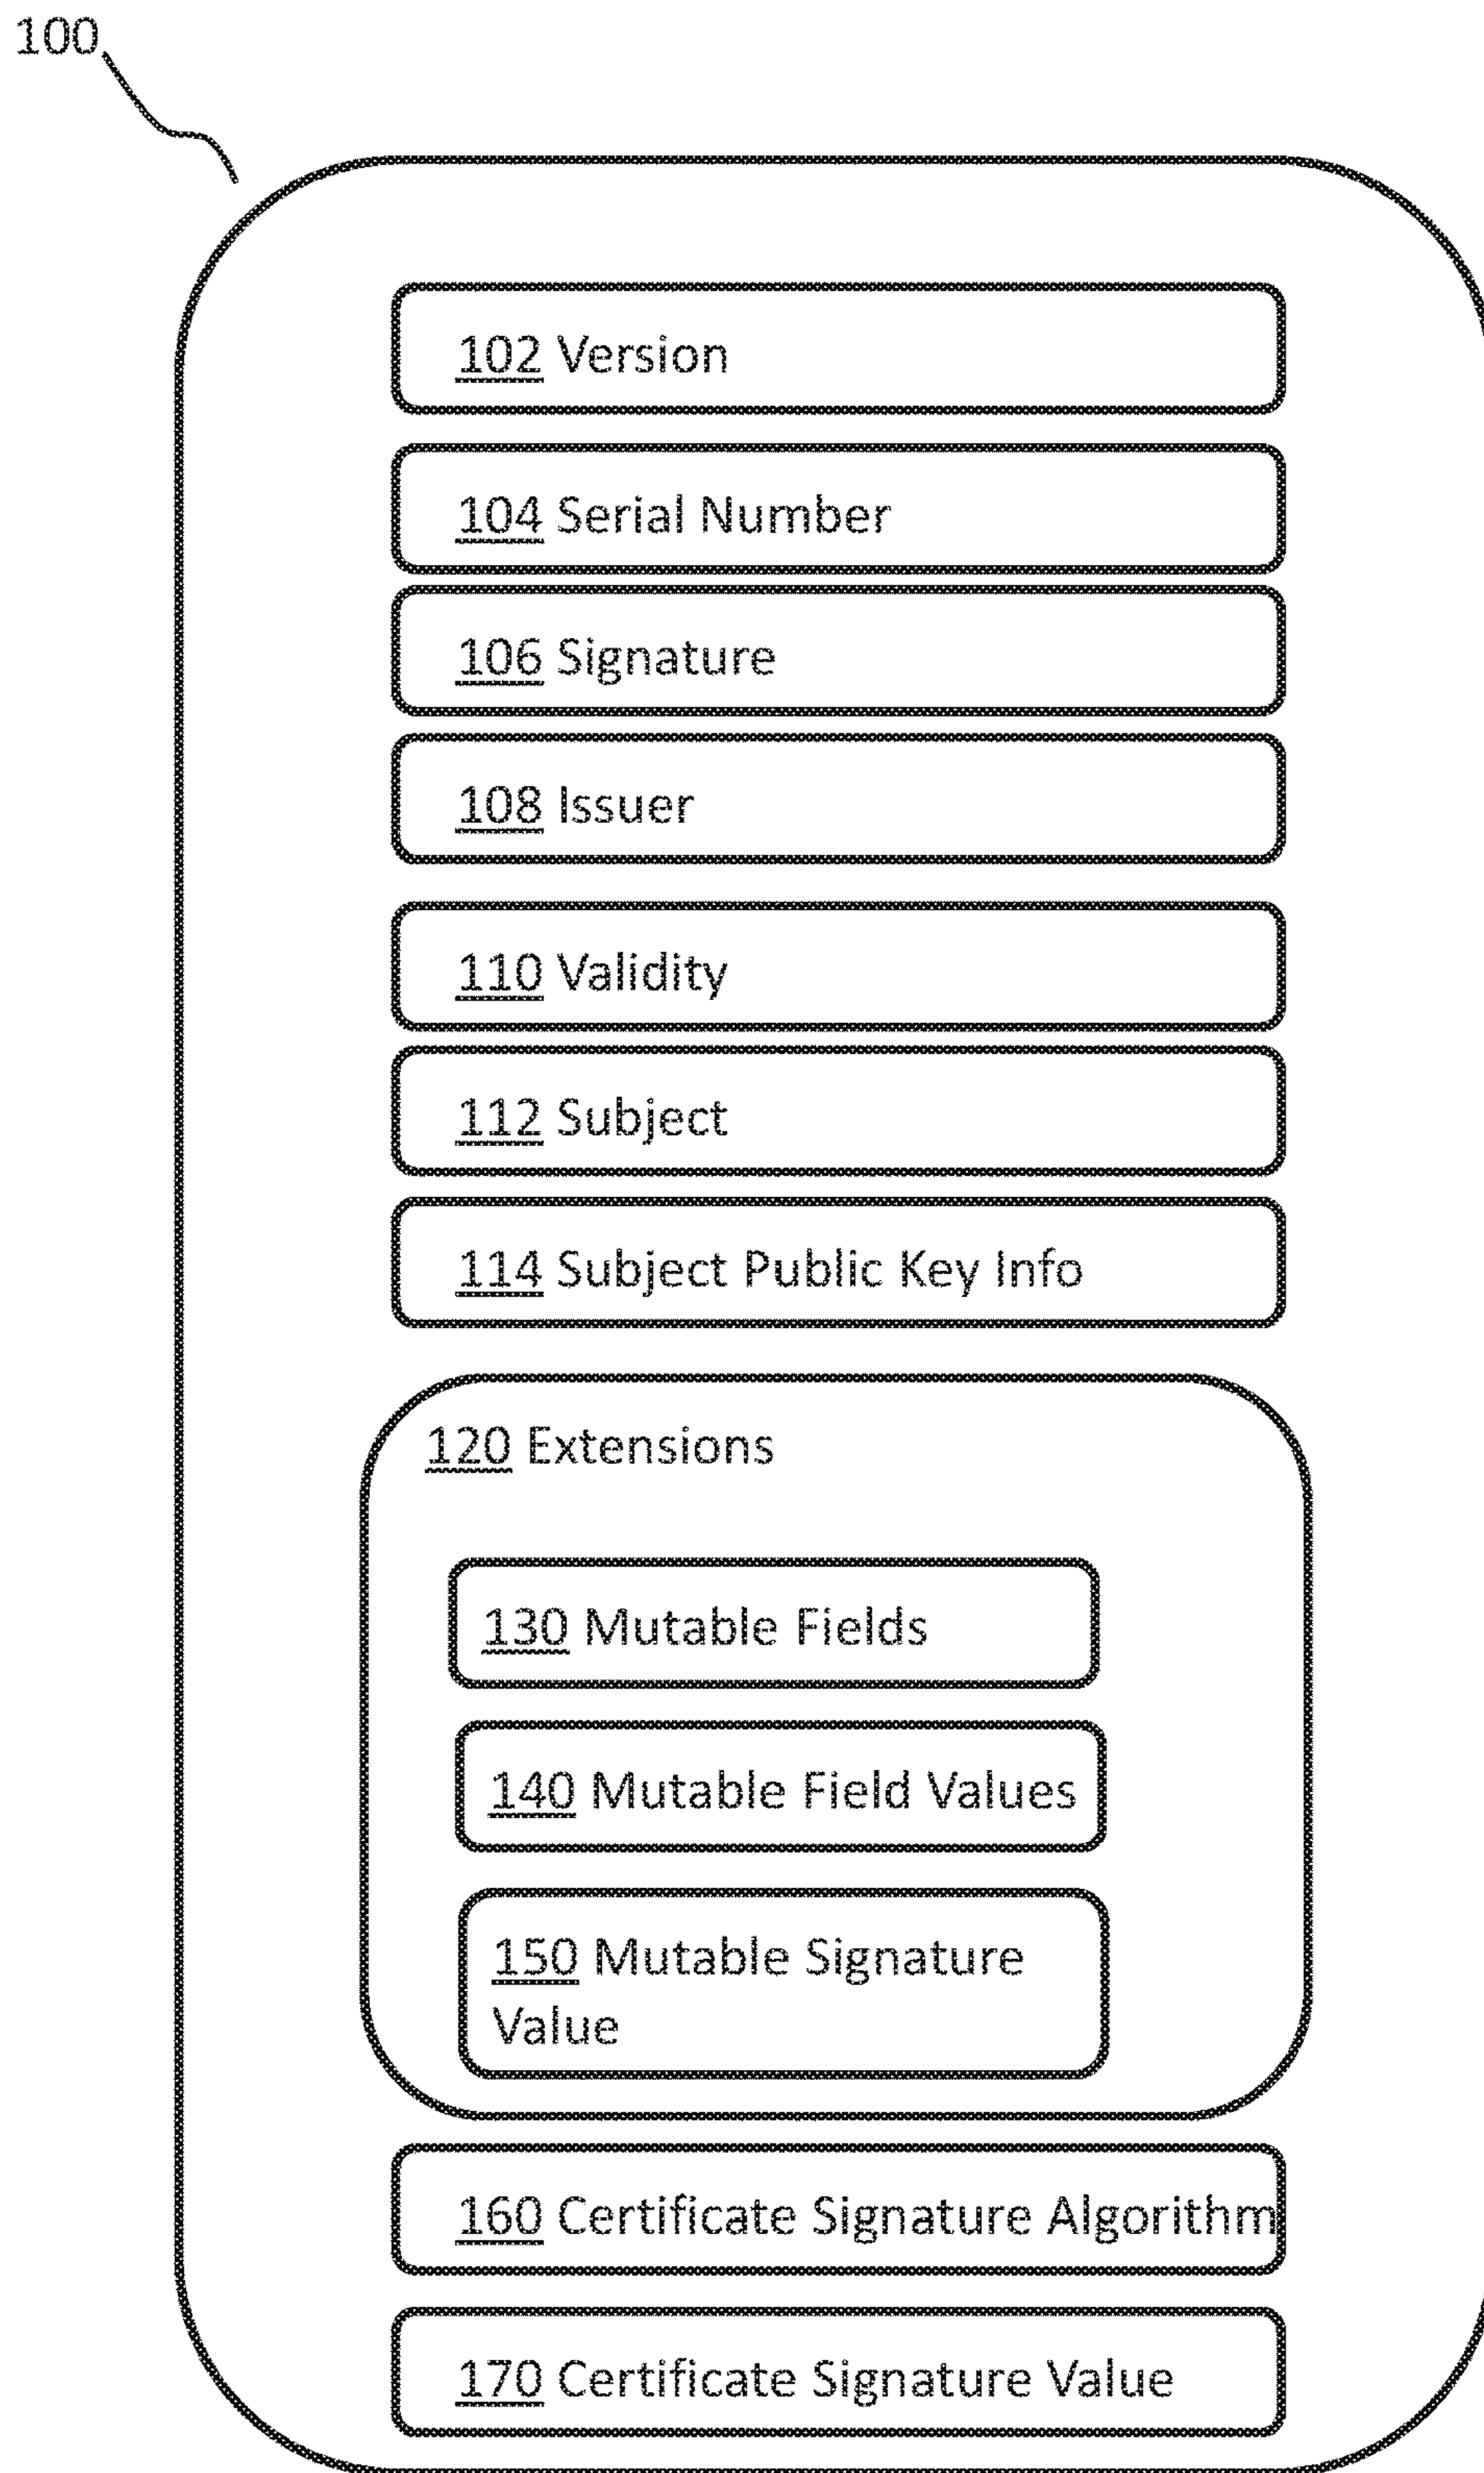 100
102 Version
104 Serial Number
106 Signature
108 Issuer
110 Validity
112 Subject
114 Subject Public Key Info
120 Extensions
130 Mutable Fields
140 Mutable Field Values
150 Mutable Signature
Value
160 Certificate Signature Algorithm
170 Certificate Signature Value